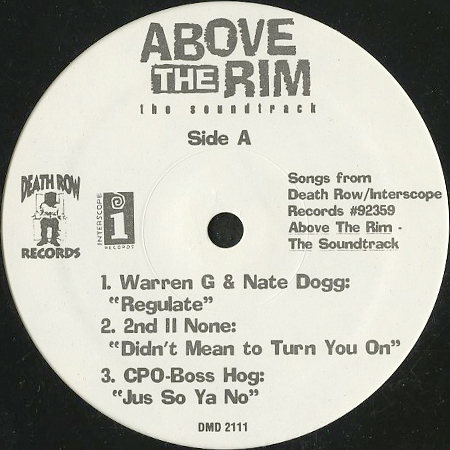 ABOVE
THE RIM
the soundtrack
Side A
DEATH ROW
RECORDS
INTERSCOPE
RECORDS
Songs from
Death Row/Interscope
Records #92359
Above The Rim -
The Soundtrack
1. Warren G & Nate Dogg:
"Regulate"
2. 2nd II None:
"Didn't Mean to Turn You On"
3. CPO-Boss Hog:
"Jus So Ya No"
DMD 2111